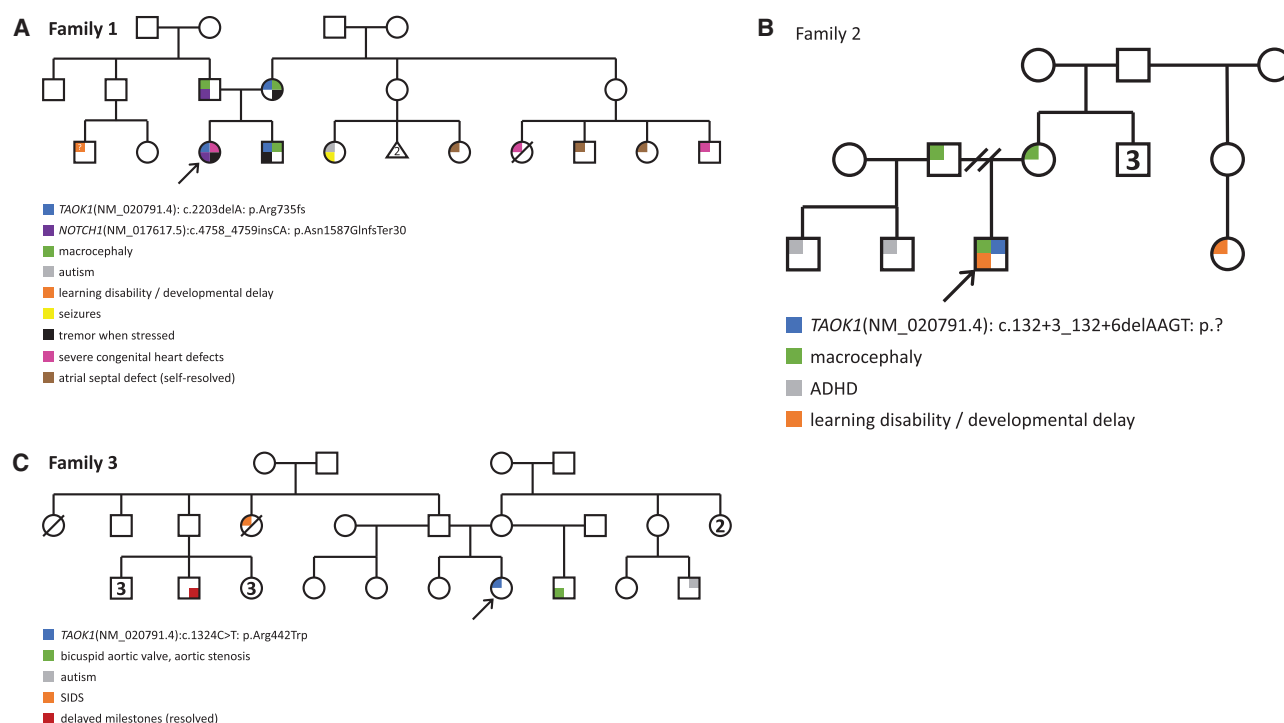 A Family 1
?
2
TAOK1(NM_020791.4): c.2203delA: p.Arg735fs
NOTCH1(NM_017617.5):c.4758_4759insCA: p.Asn1587GlnfsTer30
macrocephaly
autism
learning disability / developmental delay
seizures
tremor when stressed
severe congenital heart defects
atrial septal defect (self-resolved)
B Family 2
3
TAOK1(NM_020791.4): c.132+3_132+6delAAGT: p.?
macrocephaly
ADHD
learning disability / developmental delay
C Family 3
2
3
3
TAOK1(NM_020791.4):c.1324C>T: p.Arg442Trp
bicuspid aortic valve, aortic stenosis
autism
SIDS
delayed milestones (resolved)